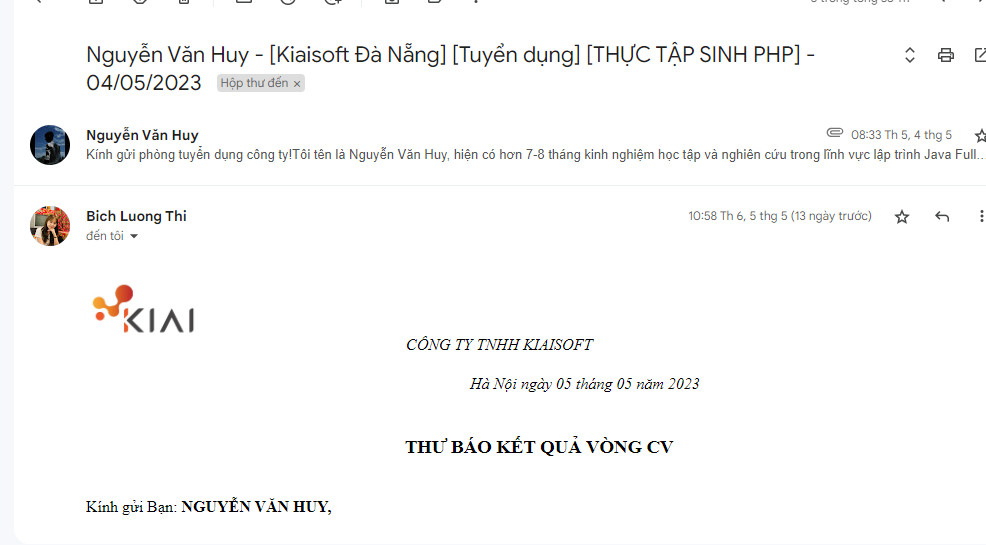 Nguyễn Văn Huy - [Kiaisoft Đà Nẵng] [Tuyển dụng] [THỰC TẬP SINH PHP] -
04/05/2023 Hộp thư đến ×
Nguyễn Văn Huy 08:33 Th 5, 4 thg 5
Kính gửi phòng tuyển dụng công ty!Tôi tên là Nguyễn Văn Huy, hiện có hơn 7-8 tháng kinh nghiệm học tập và nghiên cứu trong lĩnh vực lập trình Java Full...
Bich Luong Thi 10:58 Th 6, 5 thg 5 (13 ngày trước)
đến tôi
KIAI
CÔNG TY TNHH KIAISOFT
Hà Nội ngày 05 tháng 05 năm 2023
THƯ BÁO KẾT QUẢ VÒNG CV
Kính gửi Bạn: NGUYỄN VĂN HUY,